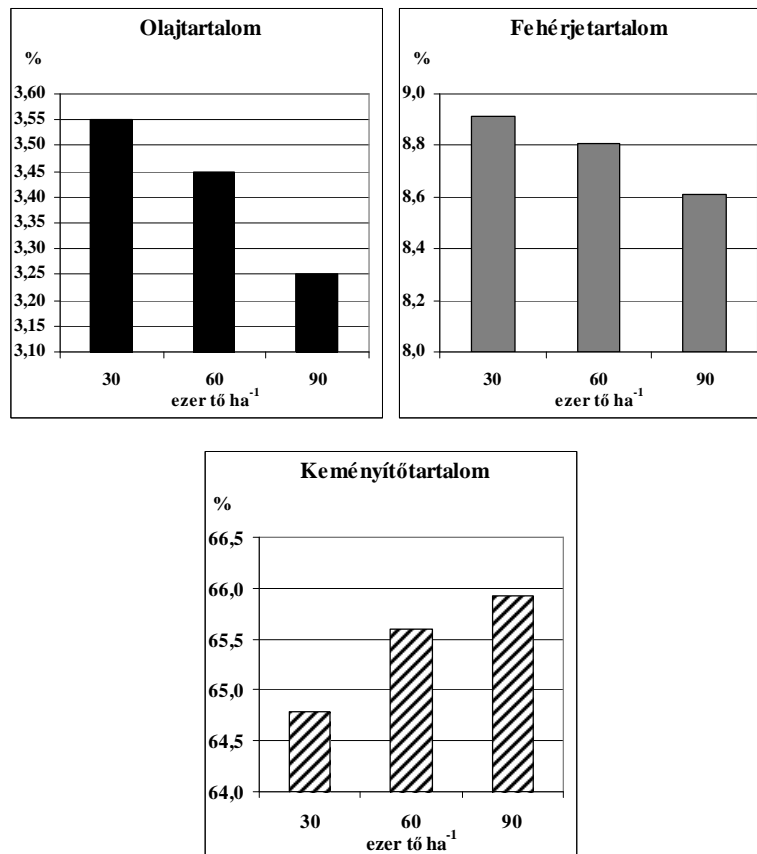 Olajtartalom
%
3,60
3,55
3,50
3,45
3,40
3,35
3,30
3,25
3,20
3,15
3,10
30 60 90
ezer tő ha⁻¹
Fehérjetartalom
%
9,0
8,8
8,6
8,4
8,2
8,0
30 60 90
ezer tő ha⁻¹
Keményítőtartalom
%
66,5
66,0
65,5
65,0
64,5
64,0
30 60 90
ezer tő ha⁻¹